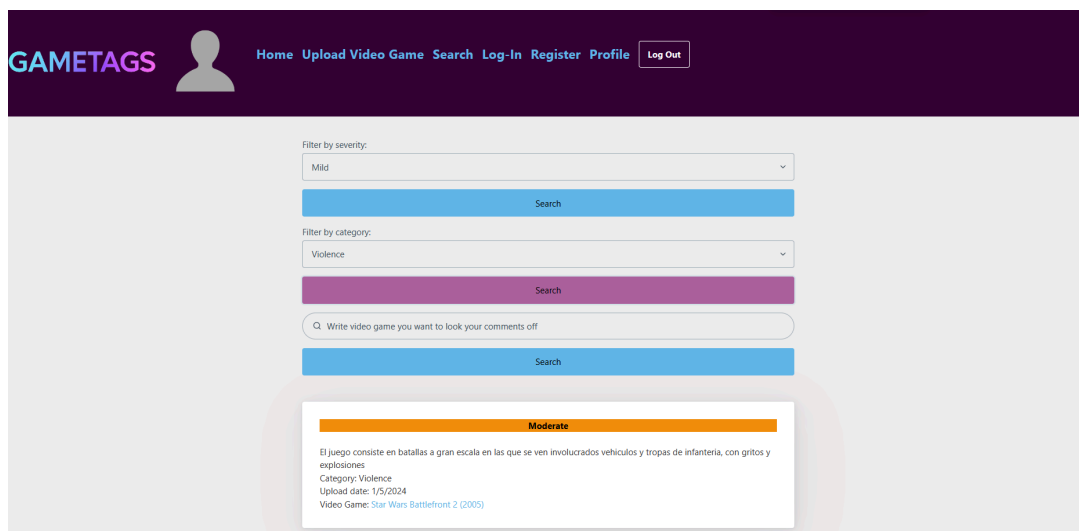 GAMETAGS
Home Upload Video Game Search Log-In Register Profile Log Out
Filter by severity:
Mild
Search
Filter by category:
Violence
Search
Write video game you want to look your comments off
Search
Moderate
El juego consiste en batallas a gran escala en las que se ven involucrados vehiculos y tropas de infanteria, con gritos y
explosiones
Category: Violence
Upload date: 1/5/2024
Video Game: Star Wars Battlefront 2 (2005)